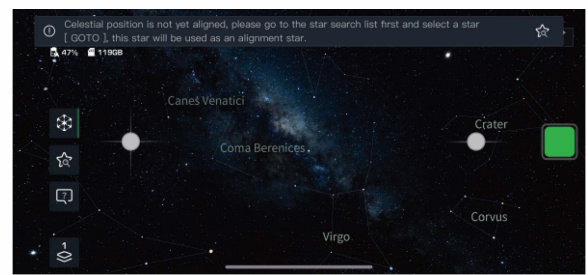 Celestial position is not yet aligned, please go to the star search list first and select a star
[ GOTO ], this star will be used as an alignment star.
47% 119GB
Canes Venatici
Crater
Coma Berenices
Corvus
Virgo
1